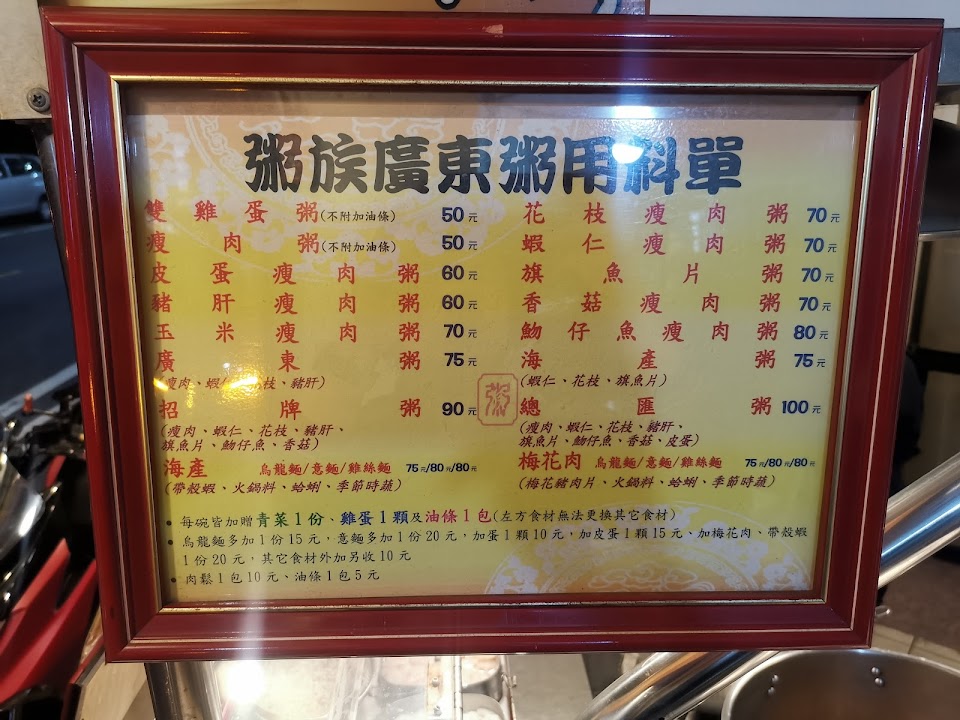 粥族廣東粥用料單
雙雞蛋粥(不附加油條) 50元
瘦肉粥(不附加油條) 50元
皮蛋瘦肉粥 60元
豬肝瘦肉粥 60元
玉米瘦肉粥 70元
廣東粥 75元
(瘦肉、蝦仁、花枝、豬肝)
招牌粥 90元
(瘦肉、蝦仁、花枝、豬肝、
旗魚片、魩仔魚、香菇)
海產 烏龍麵/意麵/雞絲麵 75元/80元/80元
(帶殼蝦、火鍋料、蛤蜊、季節時蔬)
花枝瘦肉粥 70元
蝦仁瘦肉粥 70元
旗魚片粥 70元
香菇瘦肉粥 70元
魩仔魚瘦肉粥 80元
海產粥 75元
(蝦仁、花枝、旗魚片)
總匯粥 100元
(瘦肉、蝦仁、花枝、豬肝、
旗魚片、魩仔魚、香菇、皮蛋)
梅花肉 烏龍麵/意麵/雞絲麵 75元/80元/80元
(梅花豬肉片、火鍋料、蛤蜊、季節時蔬)
粥
• 每碗皆加贈青菜1份、雞蛋1顆及油條1包(左方食材無法更換其它食材)
• 烏龍麵多加1份15元,意麵多加1份20元,加蛋1顆10元,加皮蛋1顆15元、加梅花肉、帶殼蝦
1份20元,其它食材外加另收10元
• 肉鬆1包10元、油條1包5元